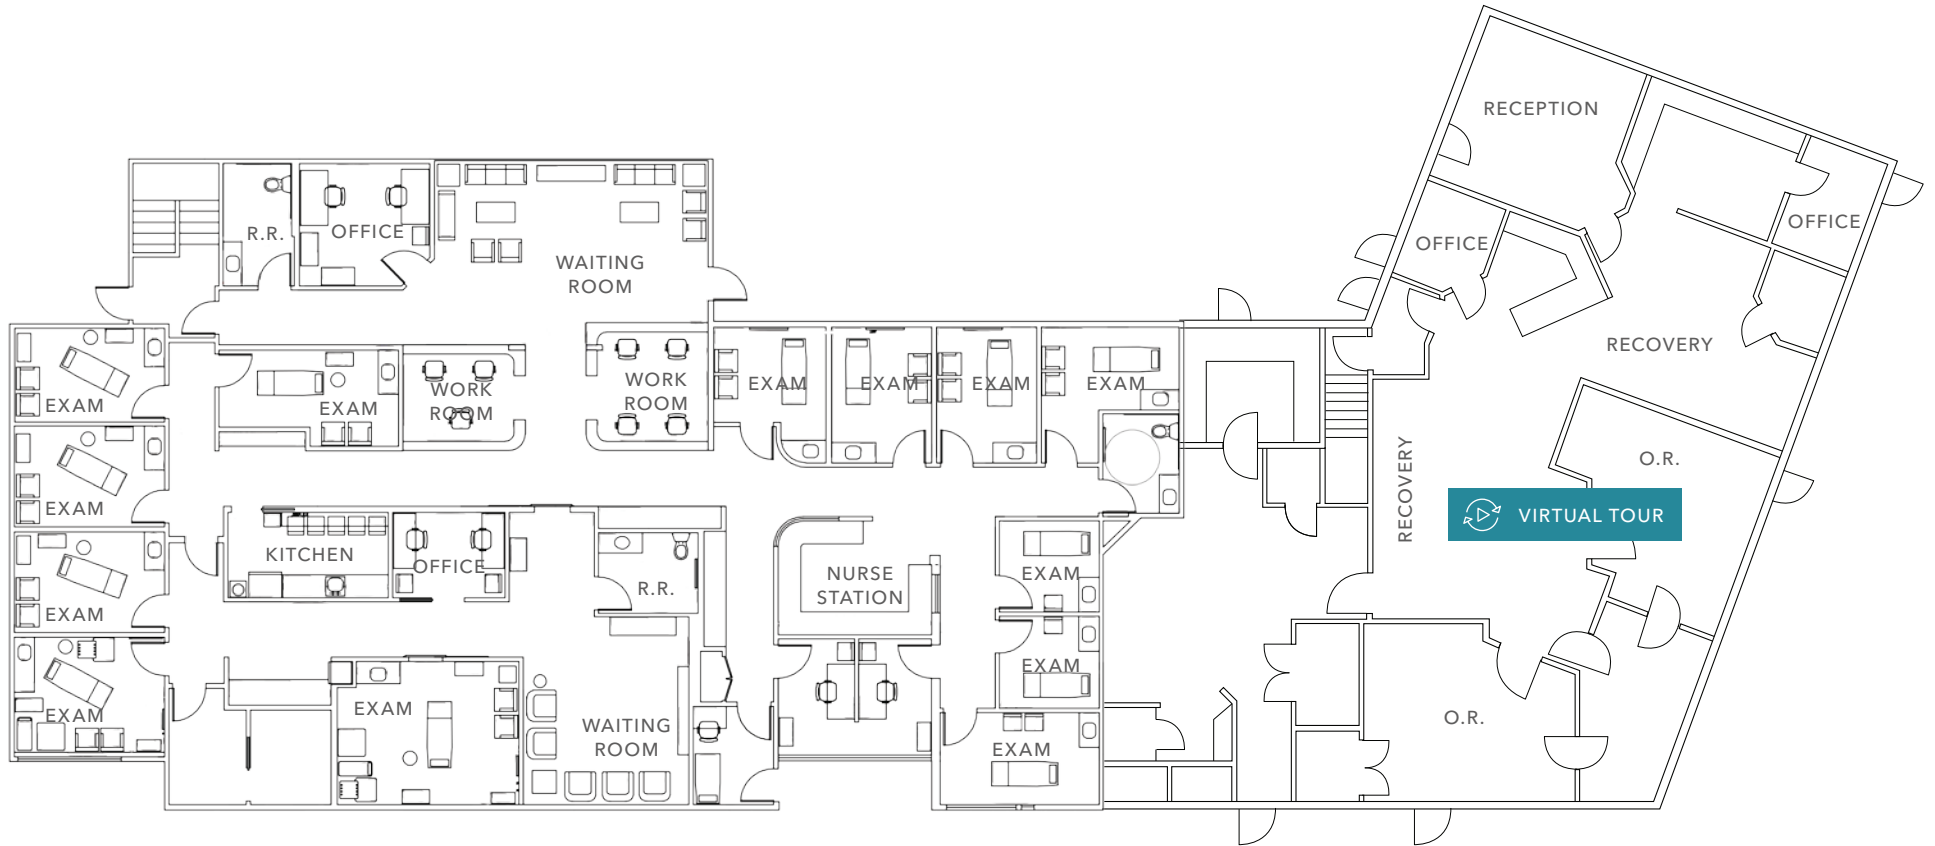 RECEPTION
OFFICE
OFFICE
R.R.
OFFICE
WAITING
ROOM
RECOVERY
EXAM
EXAM
WORK
ROOM
WORK
ROOM
EXAM
EXAM
EXAM
EXAM
RECOVERY
O.R.
EXAM
VIRTUAL TOUR
KITCHEN
OFFICE
R.R.
NURSE
STATION
EXAM
EXAM
EXAM
EXAM
EXAM
WAITING
ROOM
EXAM
O.R.